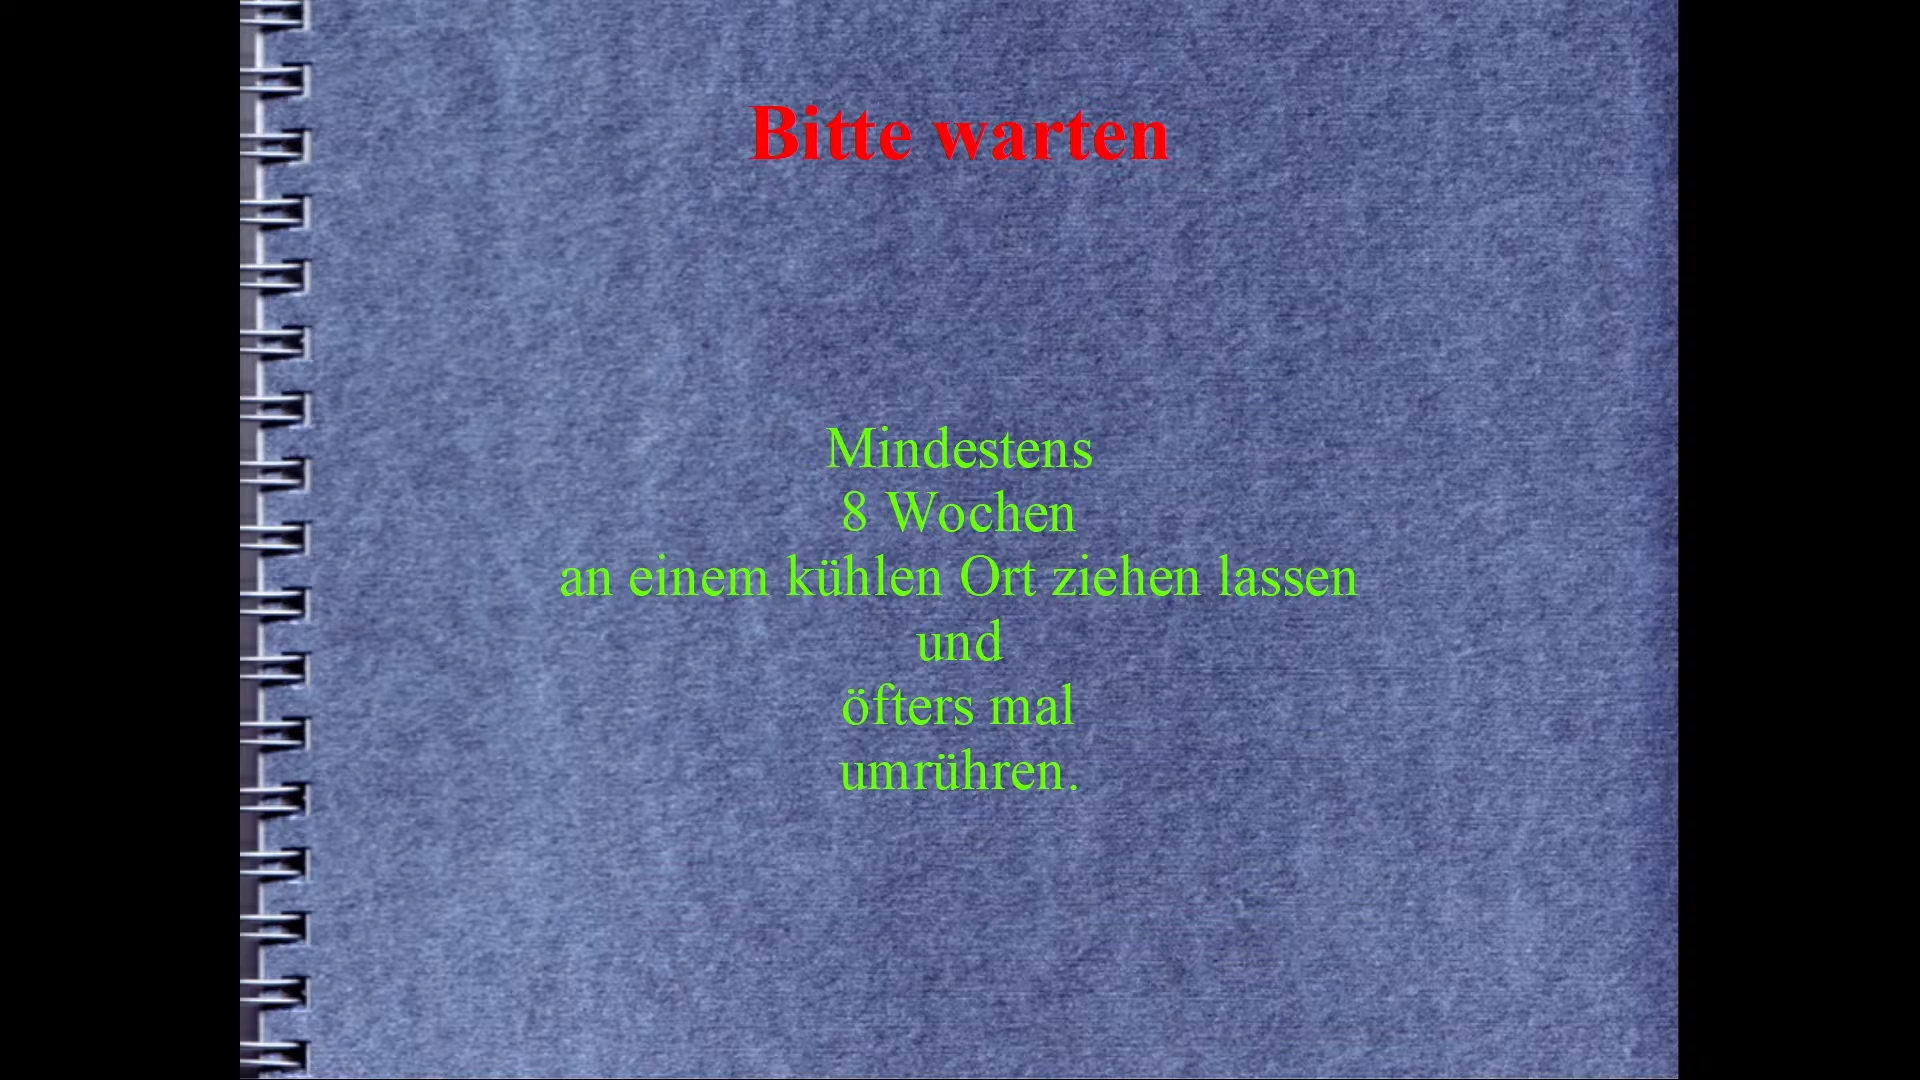 Bitte warten
Mindestens
8 Wochen
an einem kühlen Ort ziehen lassen
und
öfters mal
umrühren.